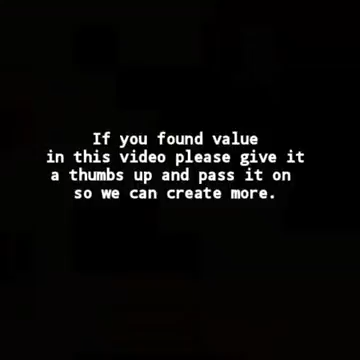 If you found value
in this video please give it
a thumbs up and pass it on
so we can create more.